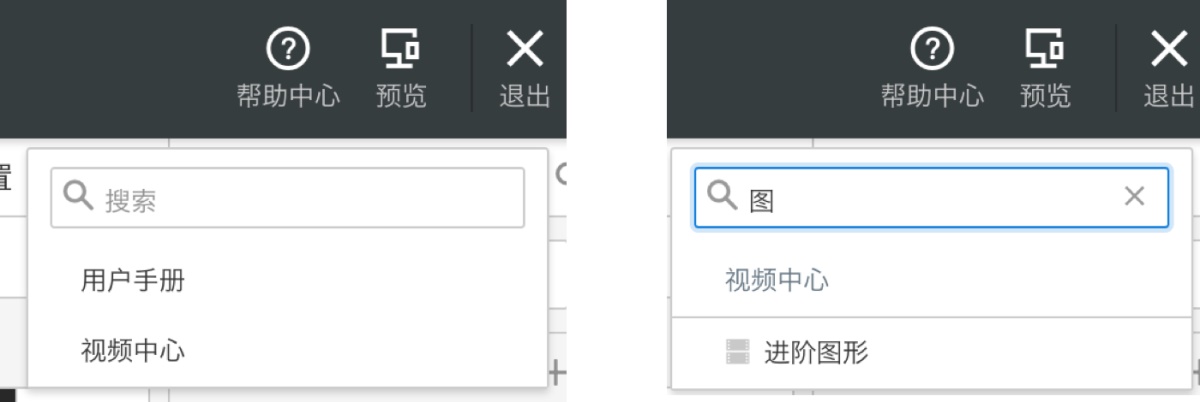 帮助中心 预览 退出
置
搜索
用户手册
视频中心
帮助中心 预览 退出
图
视频中心
进阶图形